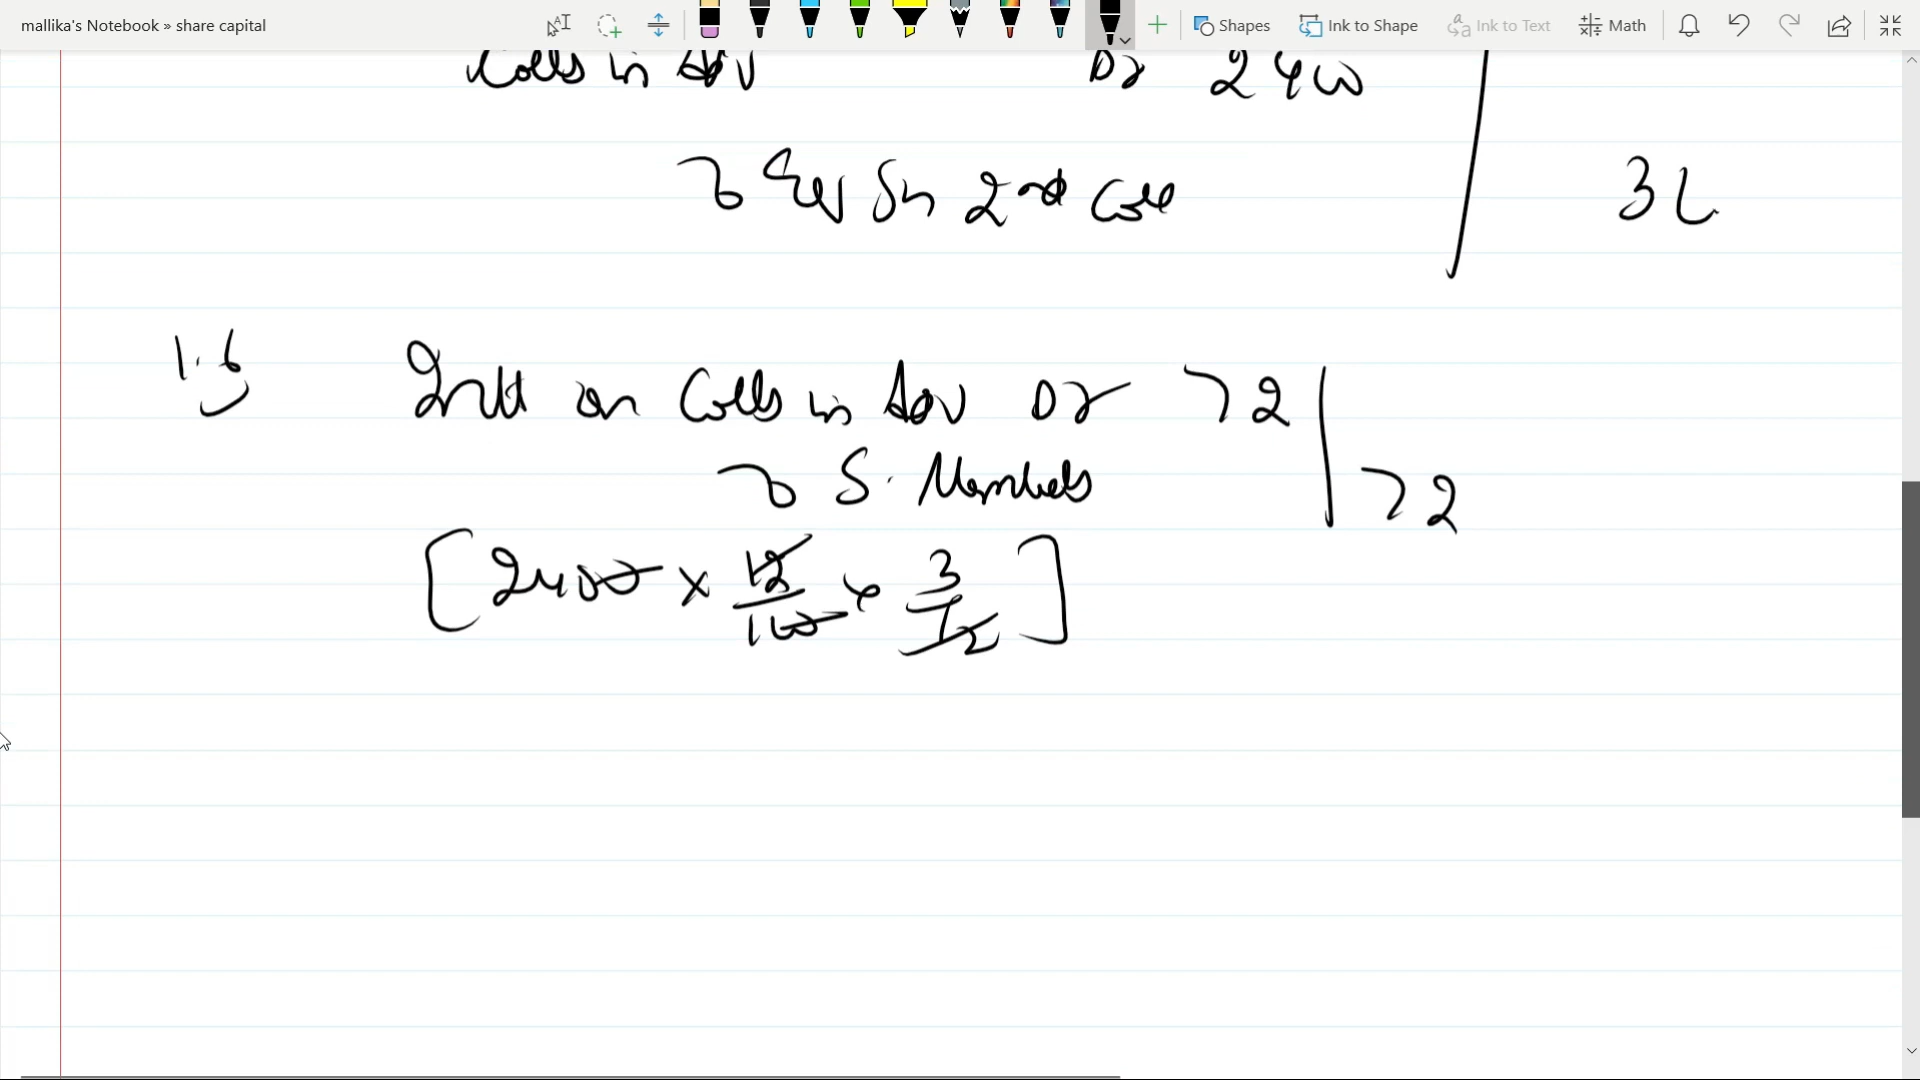 mallika's Notebook » share capital
Shapes Ink to Shape Ink to Text Math
Calls in Adv Dr 2400
To Eq Sh 2nd Call 3L
1.6 Intt on Calls in Adv Dr 72
To S. Members 72
[2400 × 12/100 × 3/12]